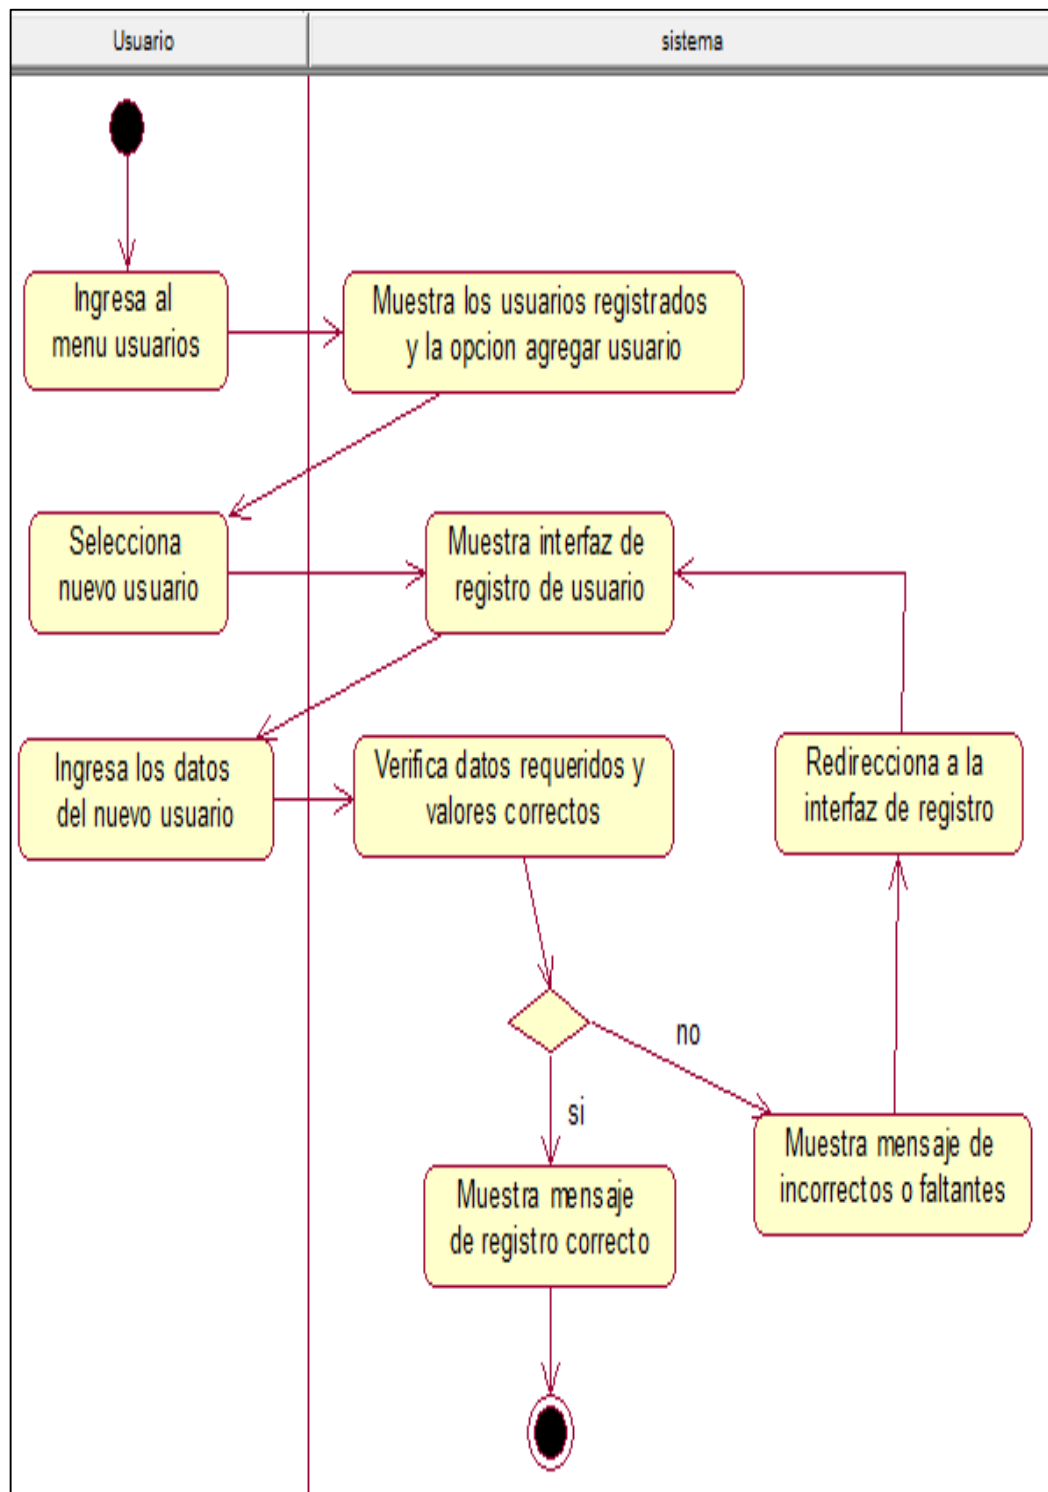 Usuario
sistema
Ingresa al
menu usuarios
Muestra los usuarios registrados
y la opcion agregar usuario
Selecciona
nuevo usuario
Muestra interfaz de
registro de usuario
Ingresa los datos
del nuevo usuario
Verifica datos requeridos y
valores correctos
Redirecciona a la
interfaz de registro
no
si
Muestra mensaje de
incorrectos o faltantes
Muestra mensaje
de registro correcto